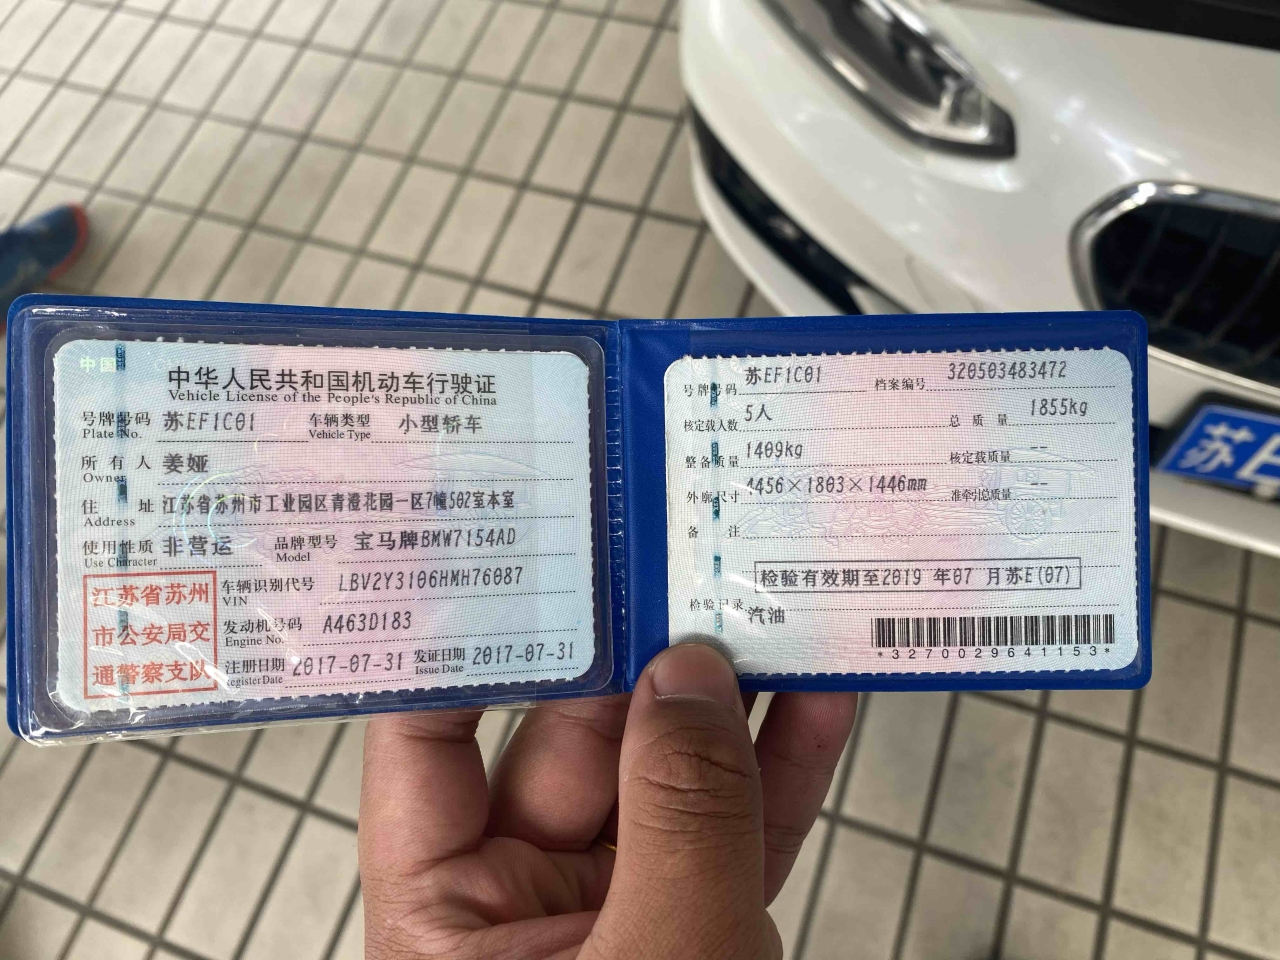 中国
中华人民共和国机动车行驶证
Vehicle License of the People's Republic of China
号牌号码 苏EF1C01 车辆类型 小型轿车
Plate No. Vehicle Type
所有人 姜娅
Owner
住址 江苏省苏州市工业园区青澄花园一区7幢502室本室
Address
使用性质 非营运 品牌型号 宝马牌BMW7154AD
Use Character Model
江苏省苏州
市公安局交
通警察支队
车辆识别代号 LBV2Y3106HMH76087
VIN
发动机号码 A463D183
Engine No.
注册日期 2017-07-31 发证日期 2017-07-31
Register Date Issue Date
号牌号码 苏EF1C01 档案编号 320503483472
核定载人数 5人 总质量 1855kg
整备质量 1409kg 核定载质量 --
外廓尺寸 4456×1803×1446mm 准牵引总质量 --
备注
检验有效期至2019 年07 月苏E(07)
检验记录
汽油
*3270029641153*
苏E